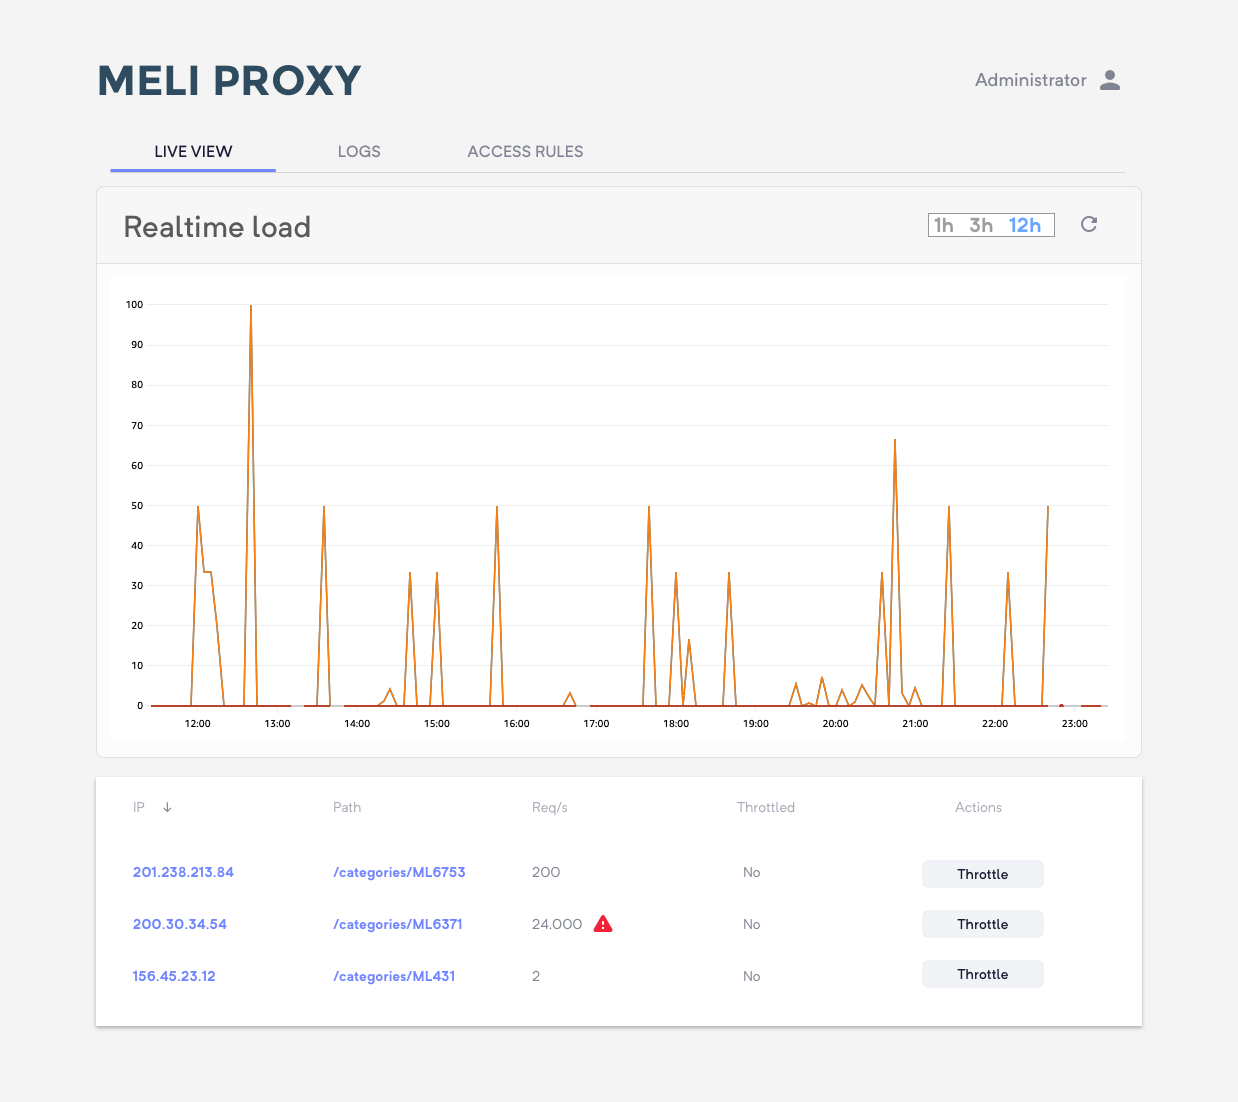 MELI PROXY
Administrator
LIVE VIEW LOGS ACCESS RULES
Realtime load 1h 3h 12h
100
90
80
70
60
50
40
30
20
10
0
12:00 13:00 14:00 15:00 16:00 17:00 18:00 19:00 20:00 21:00 22:00 23:00
IP Path Req/s Throttled Actions
201.238.213.84 /categories/ML6753 200 No Throttle
200.30.34.54 /categories/ML6371 24.000 No Throttle
156.45.23.12 /categories/ML431 2 No Throttle